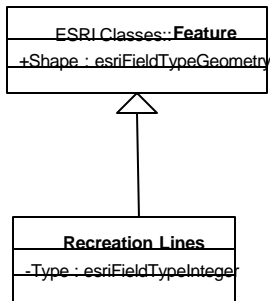 ESRI Classes::Feature
+Shape : esriFieldTypeGeometry
Recreation Lines
-Type : esriFieldTypeInteger